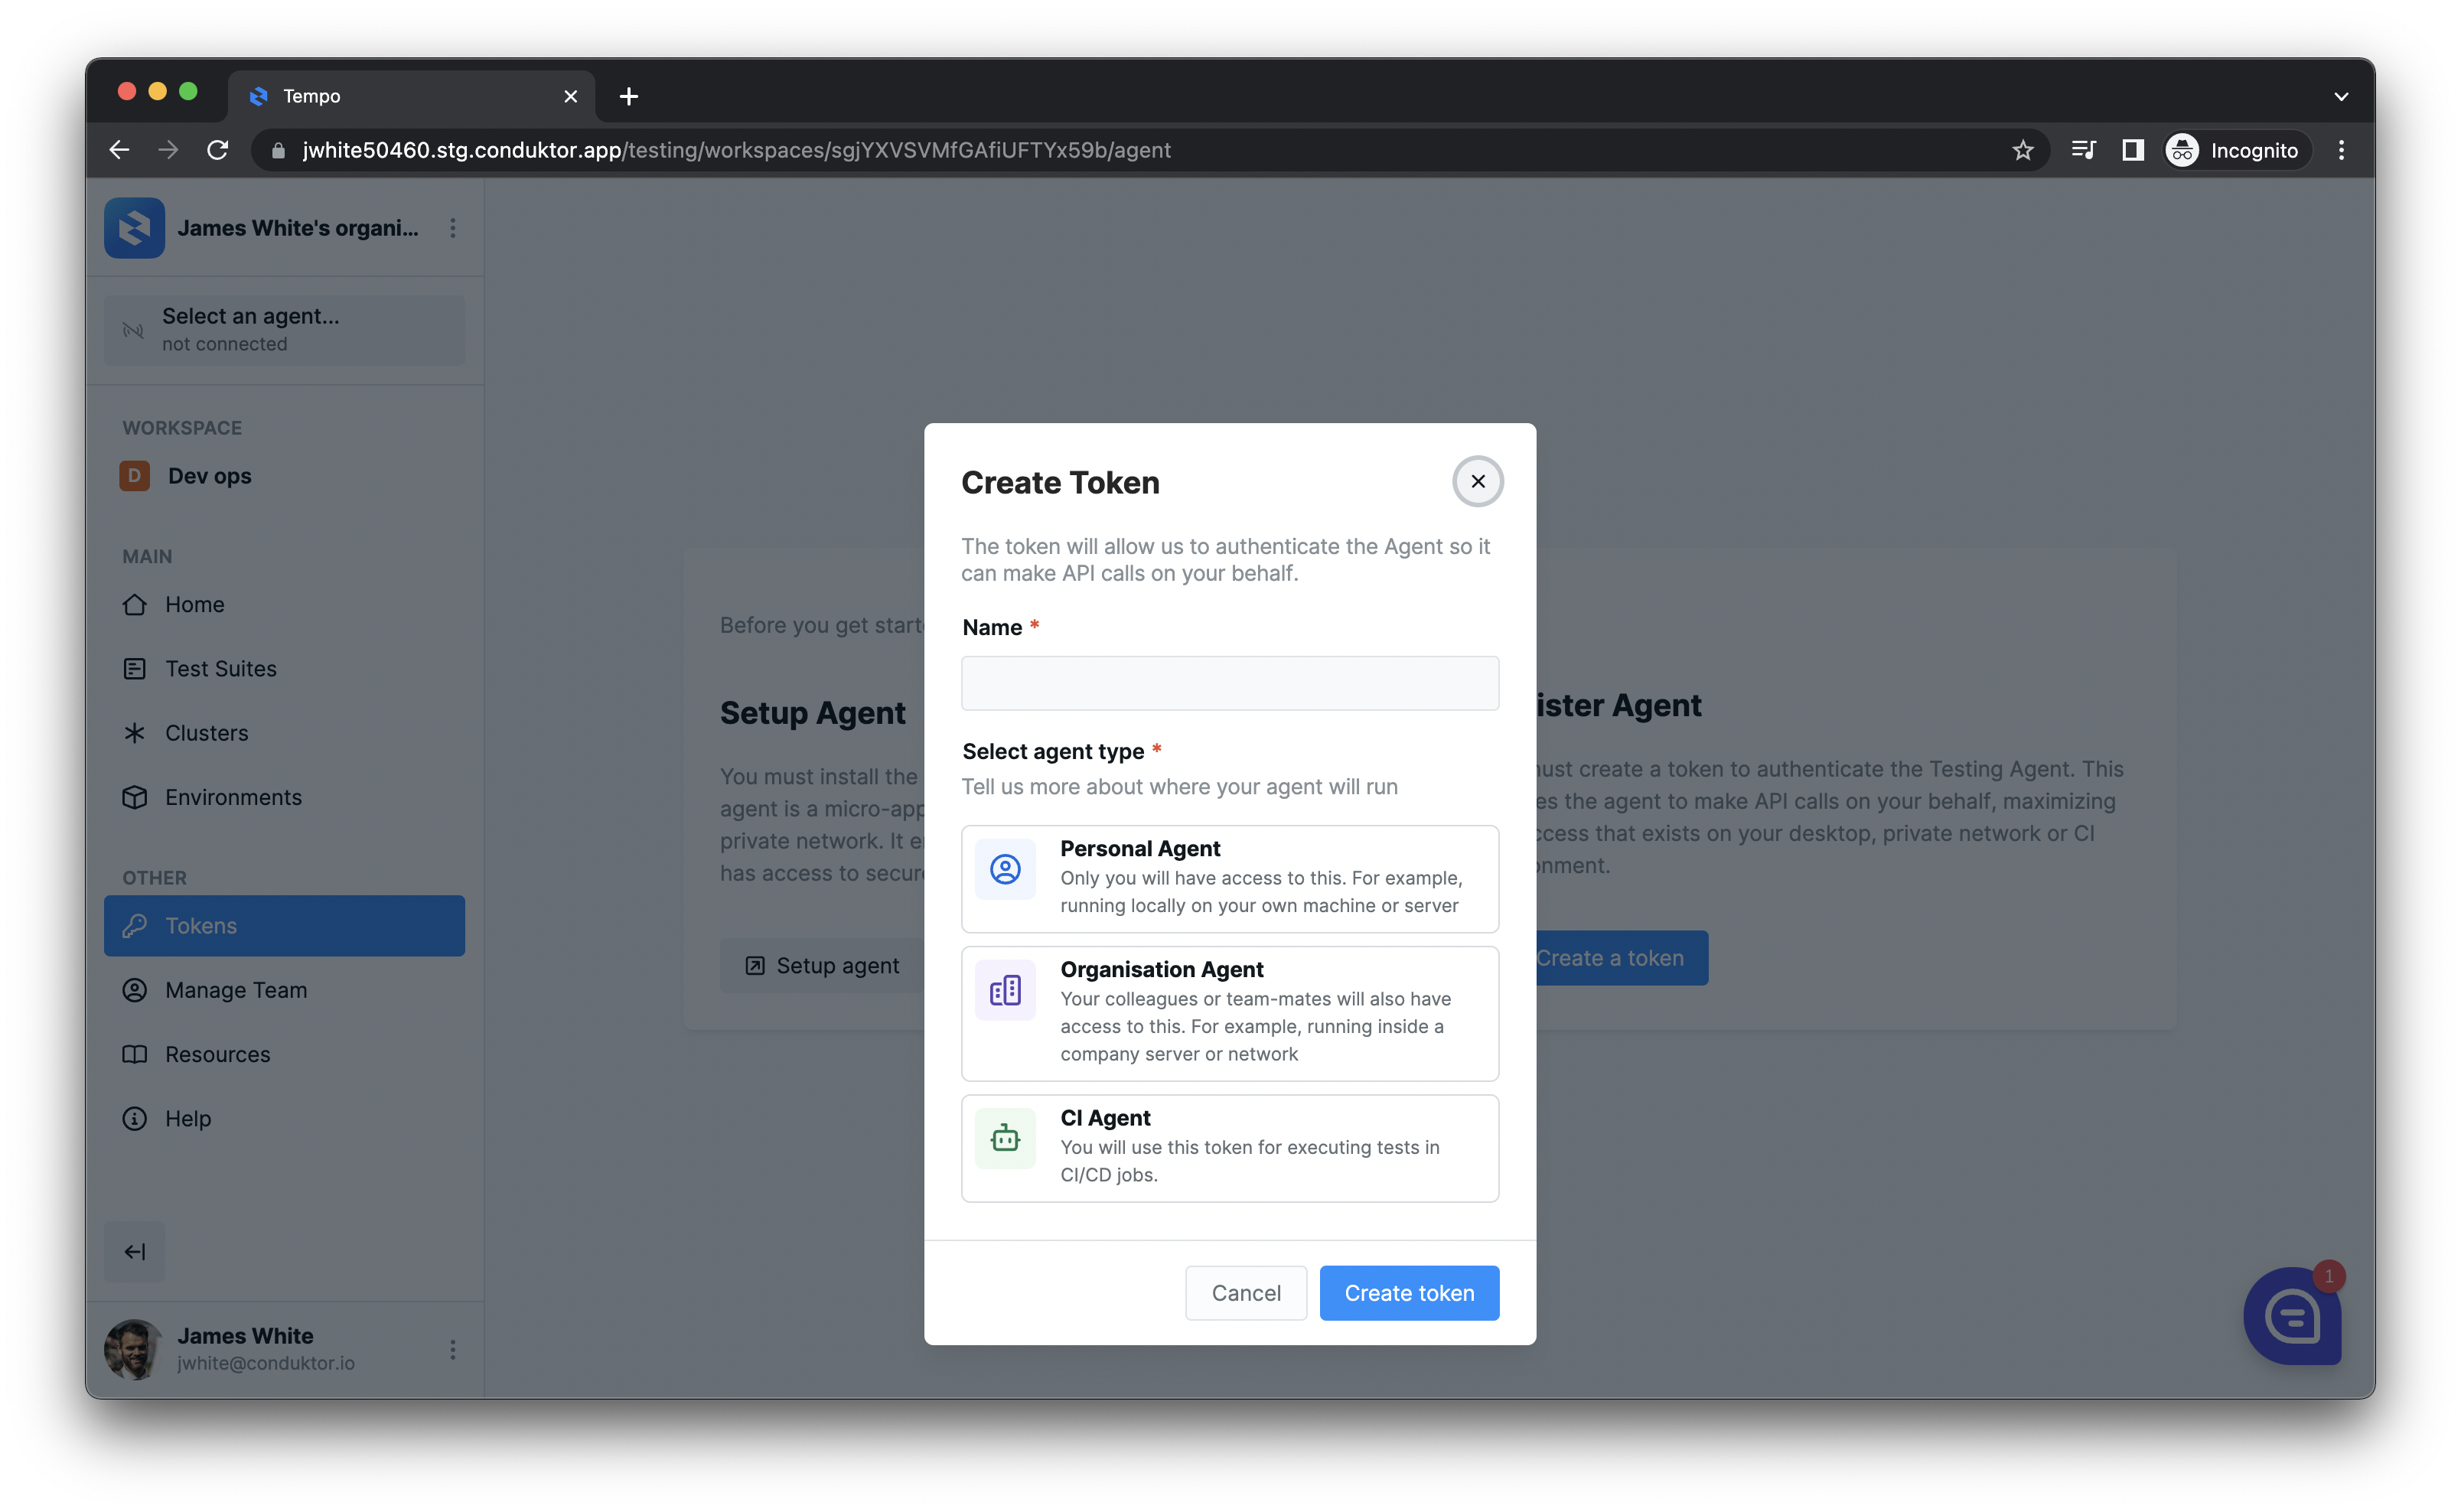 Tempo
jwhite50460.stg.conduktor.app/testing/workspaces/sgjYXVSVMfGAfiUFTYx59b/agent
Incognito
James White's organi...
Select an agent...
not connected
WORKSPACE
D
Dev ops
MAIN
Home
Test Suites
Clusters
Environments
OTHER
Tokens
Manage Team
Resources
Help
James White
jwhite@conduktor.io
Before you get start
Setup Agent
You must install the
agent is a micro-app
private network. It
has access to secur
Setup agent
ister Agent
ust create a token to authenticate the Testing Agent. This
es the agent to make API calls on your behalf, maximizing
ccess that exists on your desktop, private network or CI
onment.
Create a token
Create Token
The token will allow us to authenticate the Agent so it
can make API calls on your behalf.
Name *
Select agent type *
Tell us more about where your agent will run
Personal Agent
Only you will have access to this. For example,
running locally on your own machine or server
Organisation Agent
Your colleagues or team-mates will also have
access to this. For example, running inside a
company server or network
CI Agent
You will use this token for executing tests in
CI/CD jobs.
Cancel
Create token
1